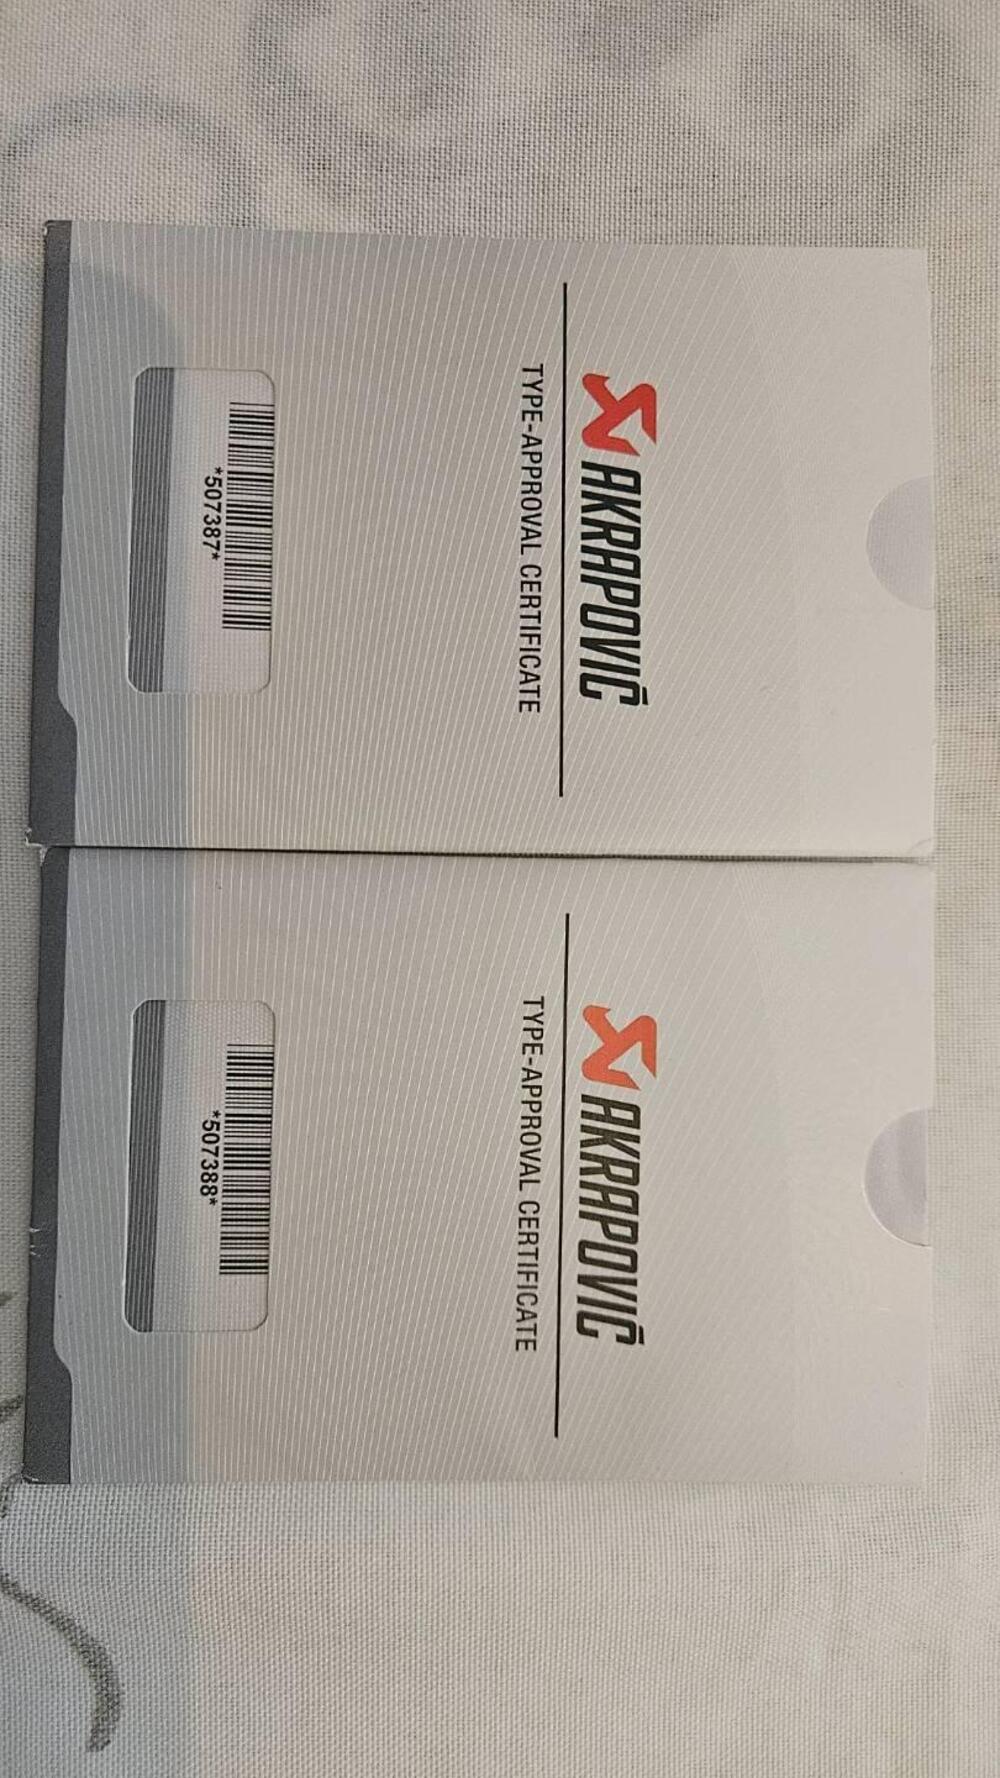 AKRAPOVIČ
TYPE-APPROVAL CERTIFICATE
*507387*
AKRAPOVIČ
TYPE-APPROVAL CERTIFICATE
*507388*